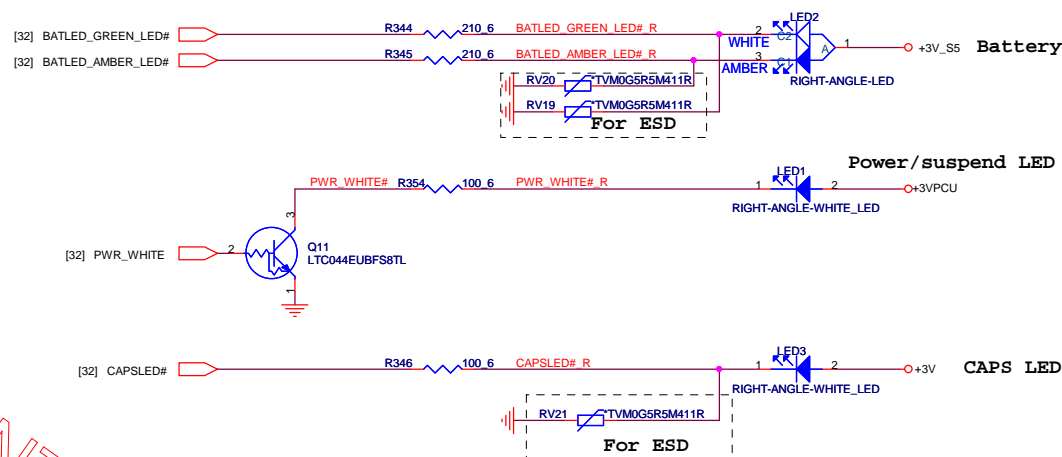 LED2
[32] BATLED_GREEN_LED# R344 210_6 BATLED_GREEN_LED#_R 2 C2 WHITE
A 1 +3V_S5 Battery
[32] BATLED_AMBER_LED# R345 210_6 BATLED_AMBER_LED#_R 3 C1 AMBER
RIGHT-ANGLE-LED
RV20 *TVM0G5R5M411R
RV19 *TVM0G5R5M411R
For ESD
Power/suspend LED
PWR_WHITE# R354 100_6 PWR_WHITE#_R 1 LED1 2 +3VPCU
RIGHT-ANGLE-WHITE_LED
3
[32] PWR_WHITE 2 Q11
LTC044EUBFS8TL
1
LED3
[32] CAPSLED# R346 100_6 CAPSLED#_R 1 2 +3V CAPS LED
RIGHT-ANGLE-WHITE_LED
RV21 *TVM0G5R5M411R
For ESD